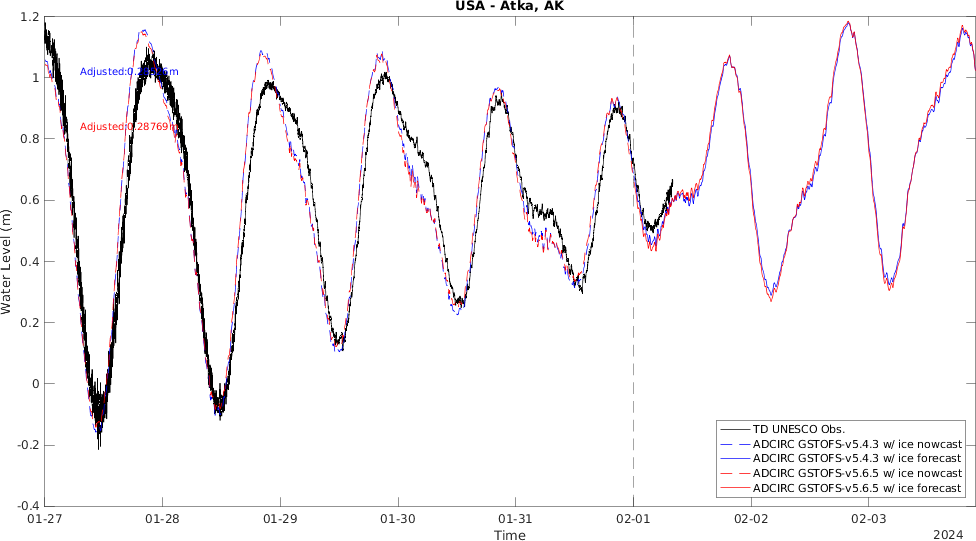 USA - Atka, AK
1.2
1
0.8
0.6
0.4
0.2
0
-0.2
-0.4
Water Level (m)
Adjusted:0.28769
TD UNESCO Obs.
ADCIRC GSTOFS-v5.4.3 w/ ice nowcast
ADCIRC GSTOFS-v5.4.3 w/ ice forecast
ADCIRC GSTOFS-v5.6.5 w/ ice nowcast
ADCIRC GSTOFS-v5.6.5 w/ ice forecast
01-27 01-28 01-29 01-30 01-31 02-01 02-02 02-03
Time
2024